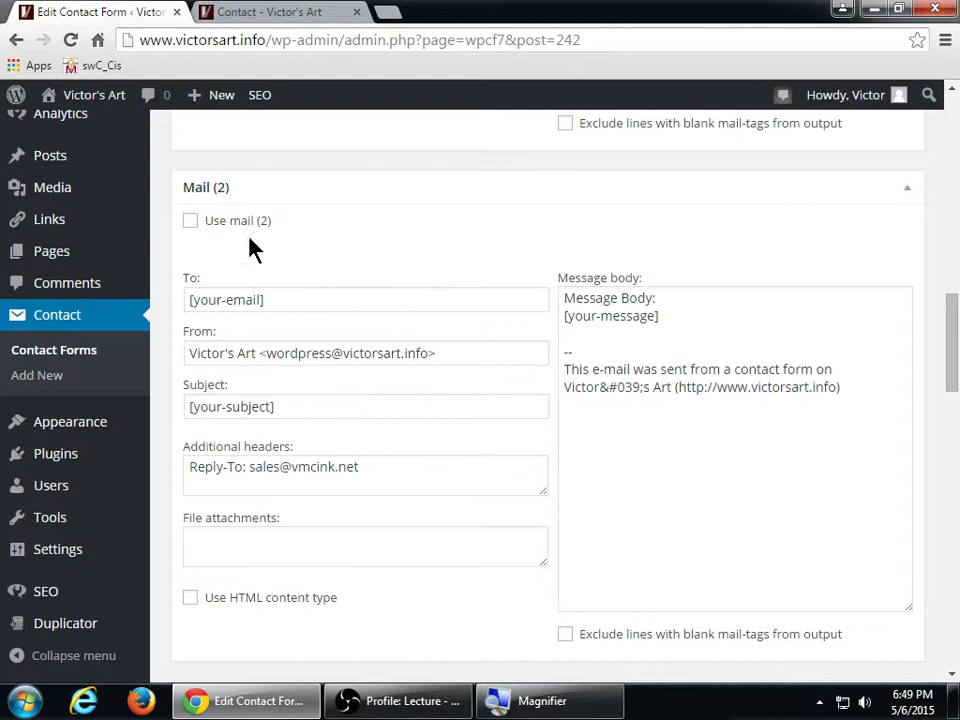 Edit Contact Form ‹ Victor
Contact - Victor's Art
www.victorsart.info/wp-admin/admin.php?page=wpcf7&post=242
Apps
swC_Cis
Victor's Art
0
New
SEO
Howdy, Victor
Analytics
Posts
Media
Links
Pages
Comments
Contact
Contact Forms
Add New
Appearance
Plugins
Users
Tools
Settings
SEO
Duplicator
Collapse menu
Exclude lines with blank mail-tags from output
Mail (2)
Use mail (2)
To:
[your-email]
From:
Victor's Art <wordpress@victorsart.info>
Subject:
[your-subject]
Additional headers:
Reply-To: sales@vmcink.net
File attachments:
Use HTML content type
Message body:
Message Body:
[your-message]
--
This e-mail was sent from a contact form on
Victor&#039;s Art (http://www.victorsart.info)
Exclude lines with blank mail-tags from output
Edit Contact For...
Profile: Lecture - ...
Magnifier
6:49 PM
5/6/2015